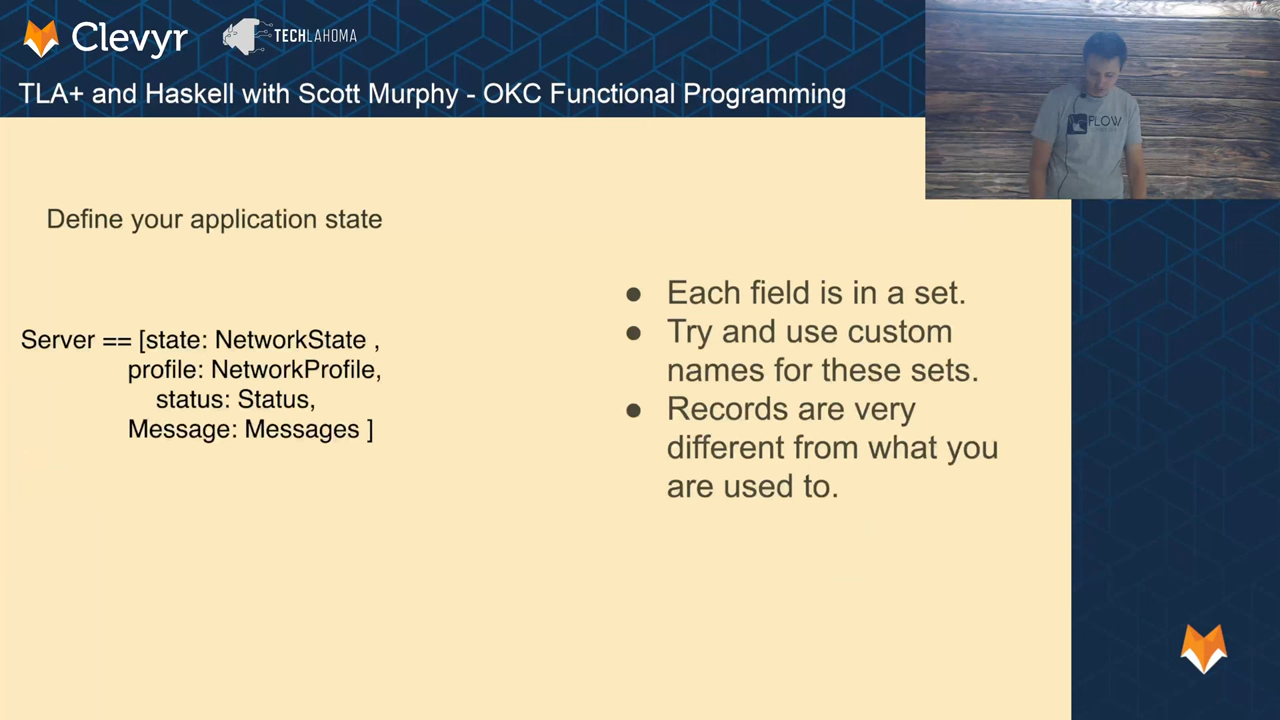 Clevyr
TECHLAHOMA
TLA+ and Haskell with Scott Murphy - OKC Functional Programming
PLOW
Define your application state
Server == [state: NetworkState ,
profile: NetworkProfile,
status: Status,
Message: Messages ]
● Each field is in a set.
● Try and use custom
names for these sets.
● Records are very
different from what you
are used to.